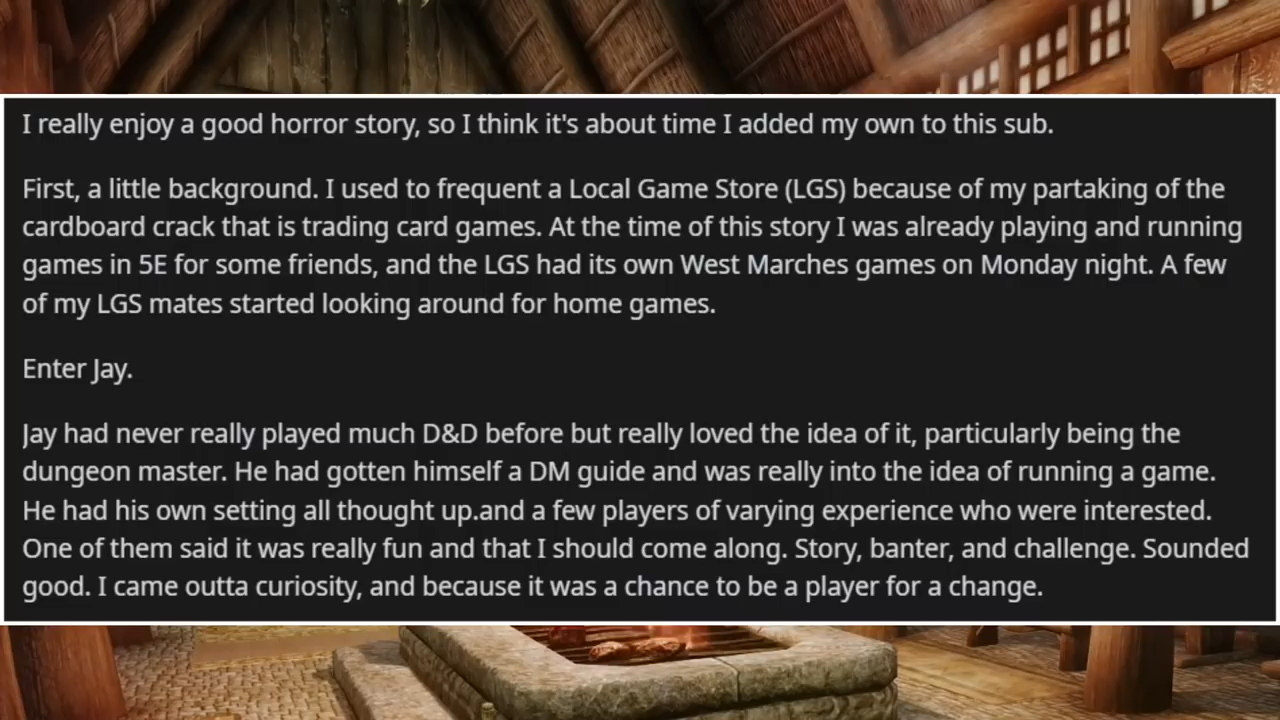 I really enjoy a good horror story, so I think it's about time I added my own to this sub.
First, a little background. I used to frequent a Local Game Store (LGS) because of my partaking of the
cardboard crack that is trading card games. At the time of this story I was already playing and running
games in 5E for some friends, and the LGS had its own West Marches games on Monday night. A few
of my LGS mates started looking around for home games.
Enter Jay.
Jay had never really played much D&D before but really loved the idea of it, particularly being the
dungeon master. He had gotten himself a DM guide and was really into the idea of running a game.
He had his own setting all thought up.and a few players of varying experience who were interested.
One of them said it was really fun and that I should come along. Story, banter, and challenge. Sounded
good. I came outta curiosity, and because it was a chance to be a player for a change.